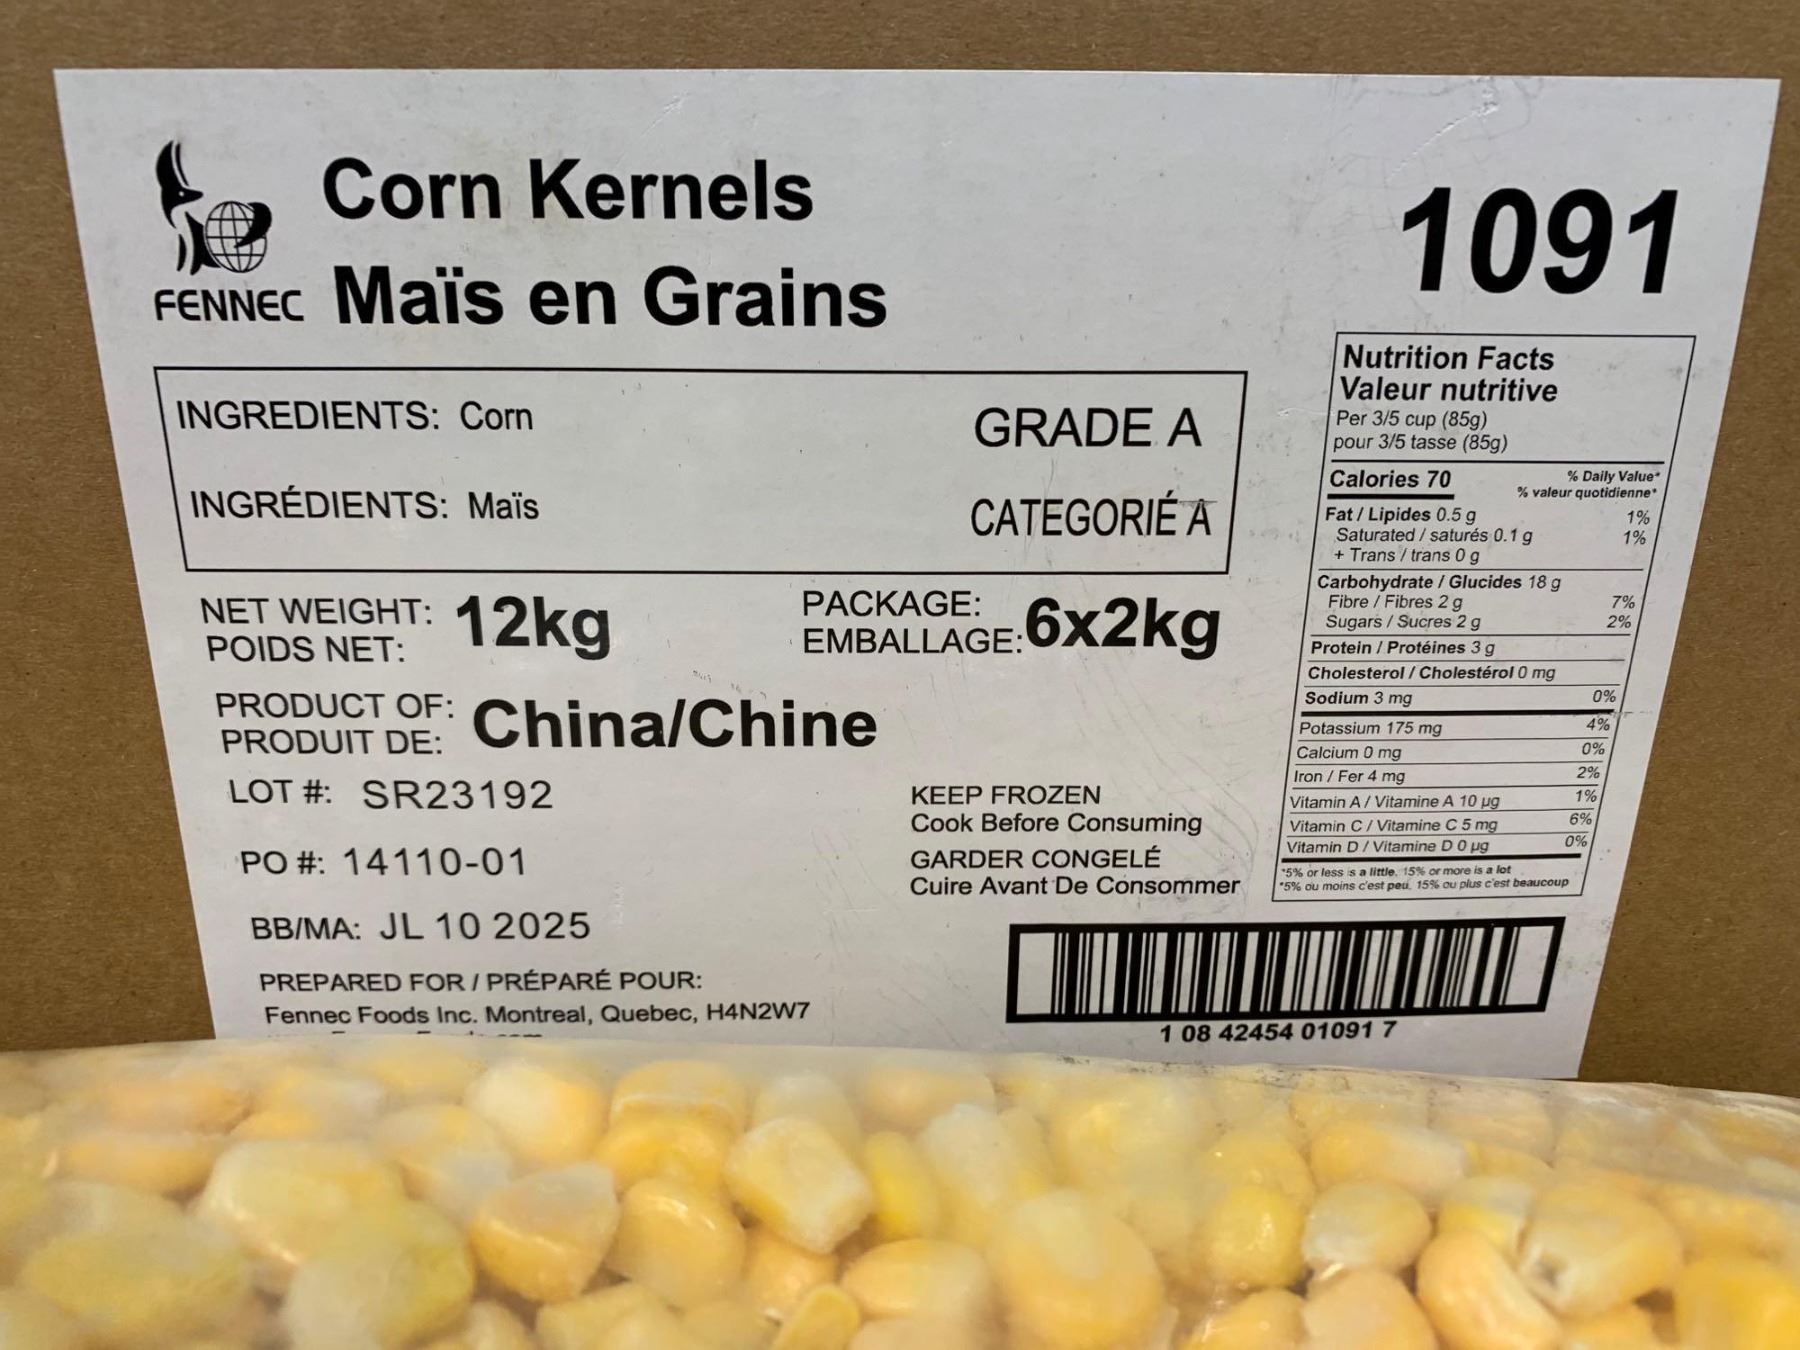 Corn Kernels
Maïs en Grains
FENNEC
1091
INGREDIENTS: Corn
GRADE A
INGRÉDIENTS: Maïs
CATEGORIÉ A
NET WEIGHT: 12kg
POIDS NET:
PACKAGE: 6x2kg
EMBALLAGE:
PRODUCT OF: China/Chine
PRODUIT DE:
LOT #: SR23192
PO #: 14110-01
BB/MA: JL 10 2025
PREPARED FOR / PRÉPARÉ POUR:
Fennec Foods Inc. Montreal, Quebec, H4N2W7
KEEP FROZEN
Cook Before Consuming
GARDER CONGELÉ
Cuire Avant De Consommer
Nutrition Facts
Valeur nutritive
Per 3/5 cup (85g)
pour 3/5 tasse (85g)
Calories 70
% Daily Value*
% valeur quotidienne*
Fat / Lipides 0.5 g 1%
Saturated / saturés 0.1 g 1%
+ Trans / trans 0 g
Carbohydrate / Glucides 18 g
Fibre / Fibres 2 g 7%
Sugars / Sucres 2 g 2%
Protein / Protéines 3 g
Cholesterol / Cholestérol 0 mg
Sodium 3 mg 0%
Potassium 175 mg 4%
Calcium 0 mg 0%
Iron / Fer 4 mg 2%
Vitamin A / Vitamine A 10 µg 1%
Vitamin C / Vitamine C 5 mg 6%
Vitamin D / Vitamine D 0 µg 0%
*5% or less is a little, 15% or more is a lot
*5% ou moins c'est peu, 15% ou plus c'est beaucoup
1 08 42454 01091 7